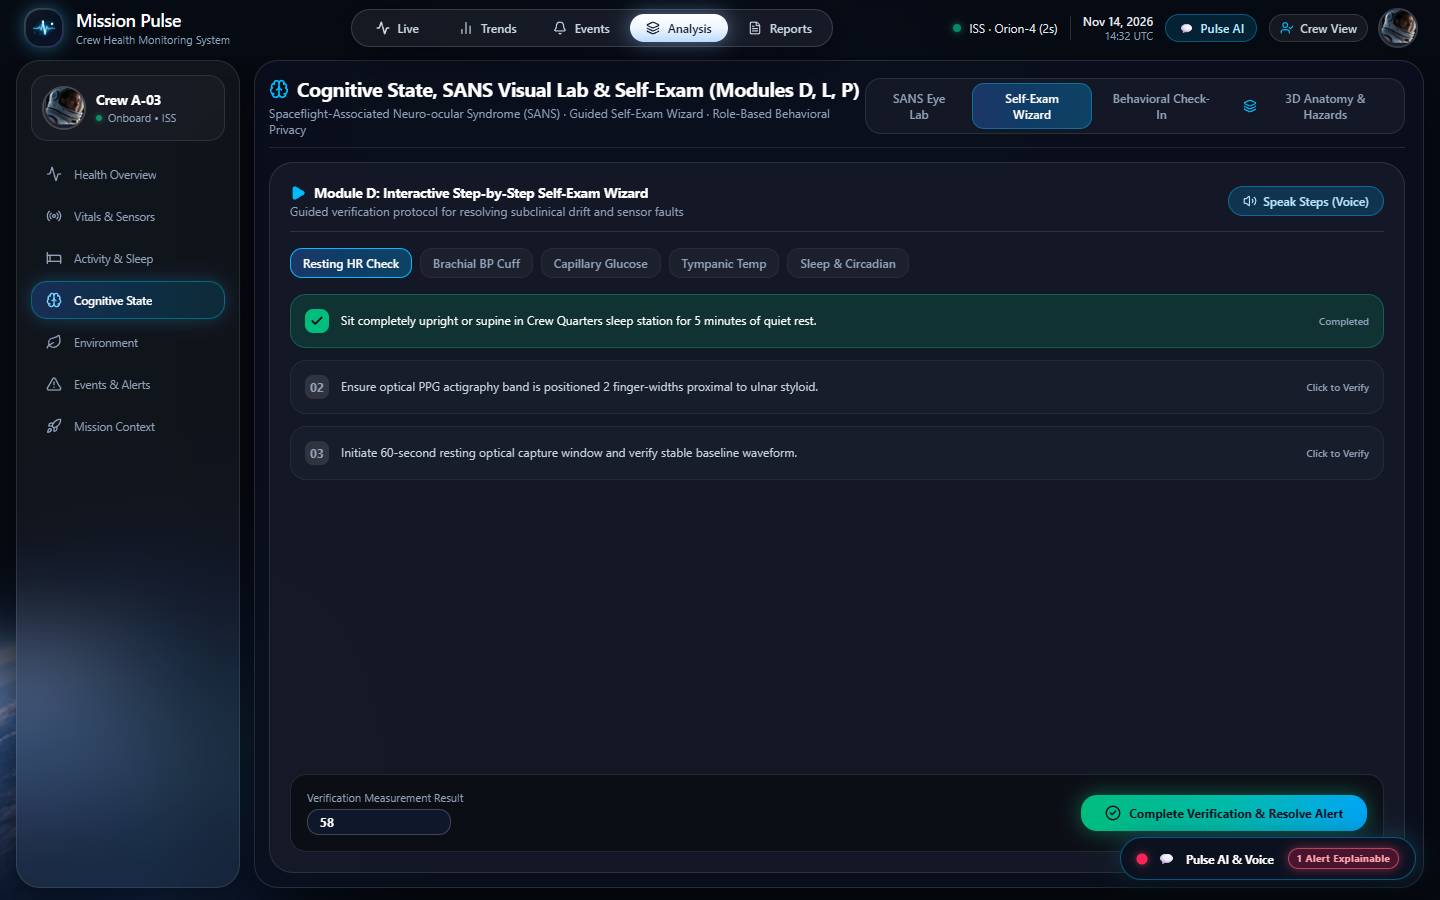 Mission Pulse
Crew Health Monitoring System
Live
Trends
Events
Analysis
Reports
ISS · Orion-4 (2s)
Nov 14, 2026
14:32 UTC
Pulse AI
Crew View
Crew A-03
Onboard • ISS
Health Overview
Vitals & Sensors
Activity & Sleep
Cognitive State
Environment
Events & Alerts
Mission Context
Cognitive State, SANS Visual Lab & Self-Exam (Modules D, L, P)
Spaceflight-Associated Neuro-ocular Syndrome (SANS) · Guided Self-Exam Wizard · Role-Based Behavioral
Privacy
SANS Eye
Lab
Self-Exam
Wizard
Behavioral Check-
In
3D Anatomy &
Hazards
Module D: Interactive Step-by-Step Self-Exam Wizard
Guided verification protocol for resolving subclinical drift and sensor faults
Speak Steps (Voice)
Resting HR Check
Brachial BP Cuff
Capillary Glucose
Tympanic Temp
Sleep & Circadian
Sit completely upright or supine in Crew Quarters sleep station for 5 minutes of quiet rest.
Completed
02
Ensure optical PPG actigraphy band is positioned 2 finger-widths proximal to ulnar styloid.
Click to Verify
03
Initiate 60-second resting optical capture window and verify stable baseline waveform.
Click to Verify
Verification Measurement Result
58
Complete Verification & Resolve Alert
Pulse AI & Voice
1 Alert Explainable